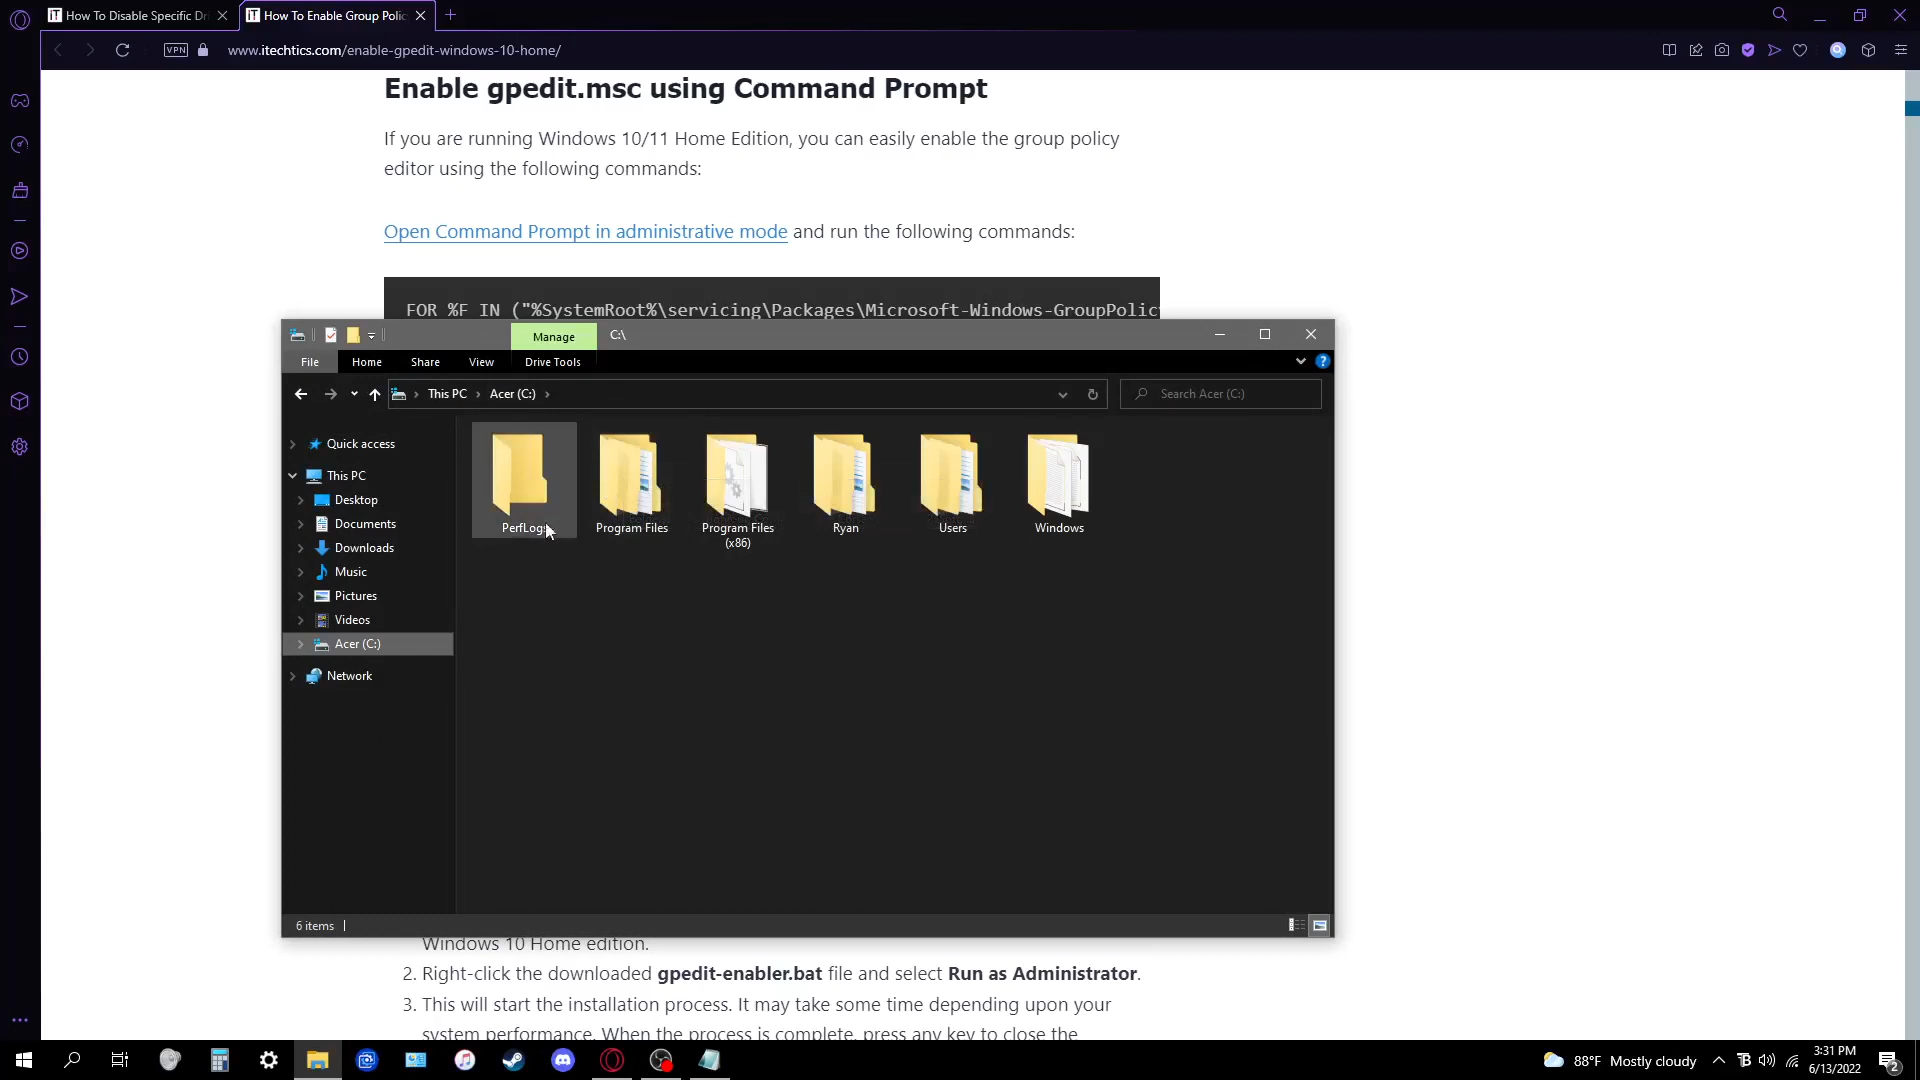 How To Disable Specific Dr
How To Enable Group Polic
VPN
www.itechtics.com/enable-gpedit-windows-10-home/
Enable gpedit.msc using Command Prompt
If you are running Windows 10/11 Home Edition, you can easily enable the group policy
editor using the following commands:
Open Command Prompt in administrative mode and run the following commands:
FOR %F IN ("%SystemRoot%\servicing\Packages\Microsoft-Windows-GroupPolic
Manage
C:\
File
Home
Share
View
Drive Tools
This PC
Acer (C:)
Search Acer (C:)
Quick access
This PC
Desktop
Documents
Downloads
Music
Pictures
Videos
Acer (C:)
Network
PerfLogs
Program Files
Program Files
(x86)
Ryan
Users
Windows
6 items
Windows 10 Home edition.
2. Right-click the downloaded gpedit-enabler.bat file and select Run as Administrator.
3. This will start the installation process. It may take some time depending upon your
system performance. When the process is complete, press any key to close the
88°F Mostly cloudy
3:31 PM
6/13/2022
2